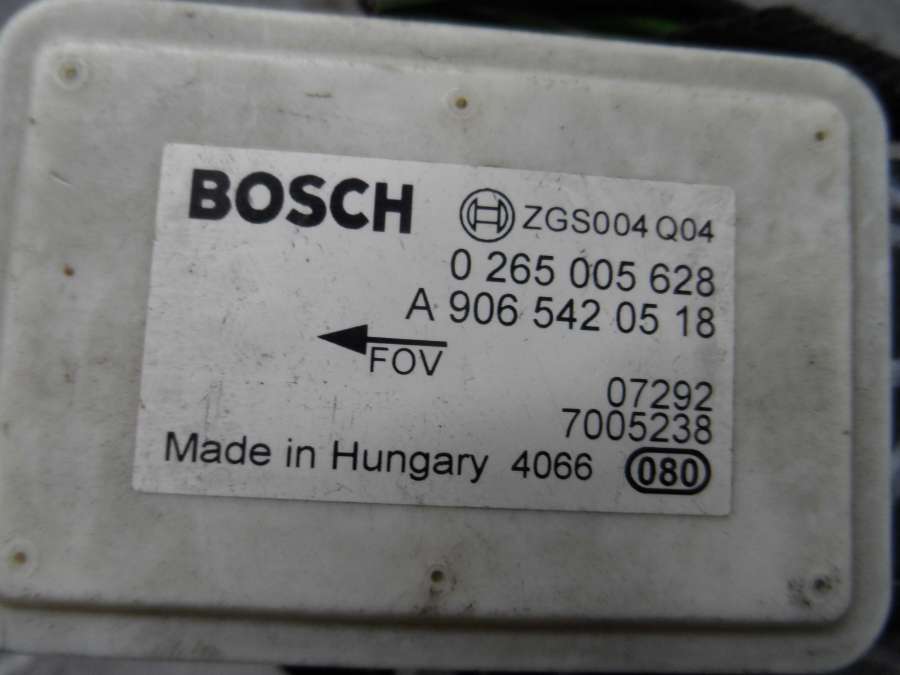 BOSCH ZGS004 Q04
0 265 005 628
A 906 542 05 18
FOV
07292
7005238
Made in Hungary 4066 080